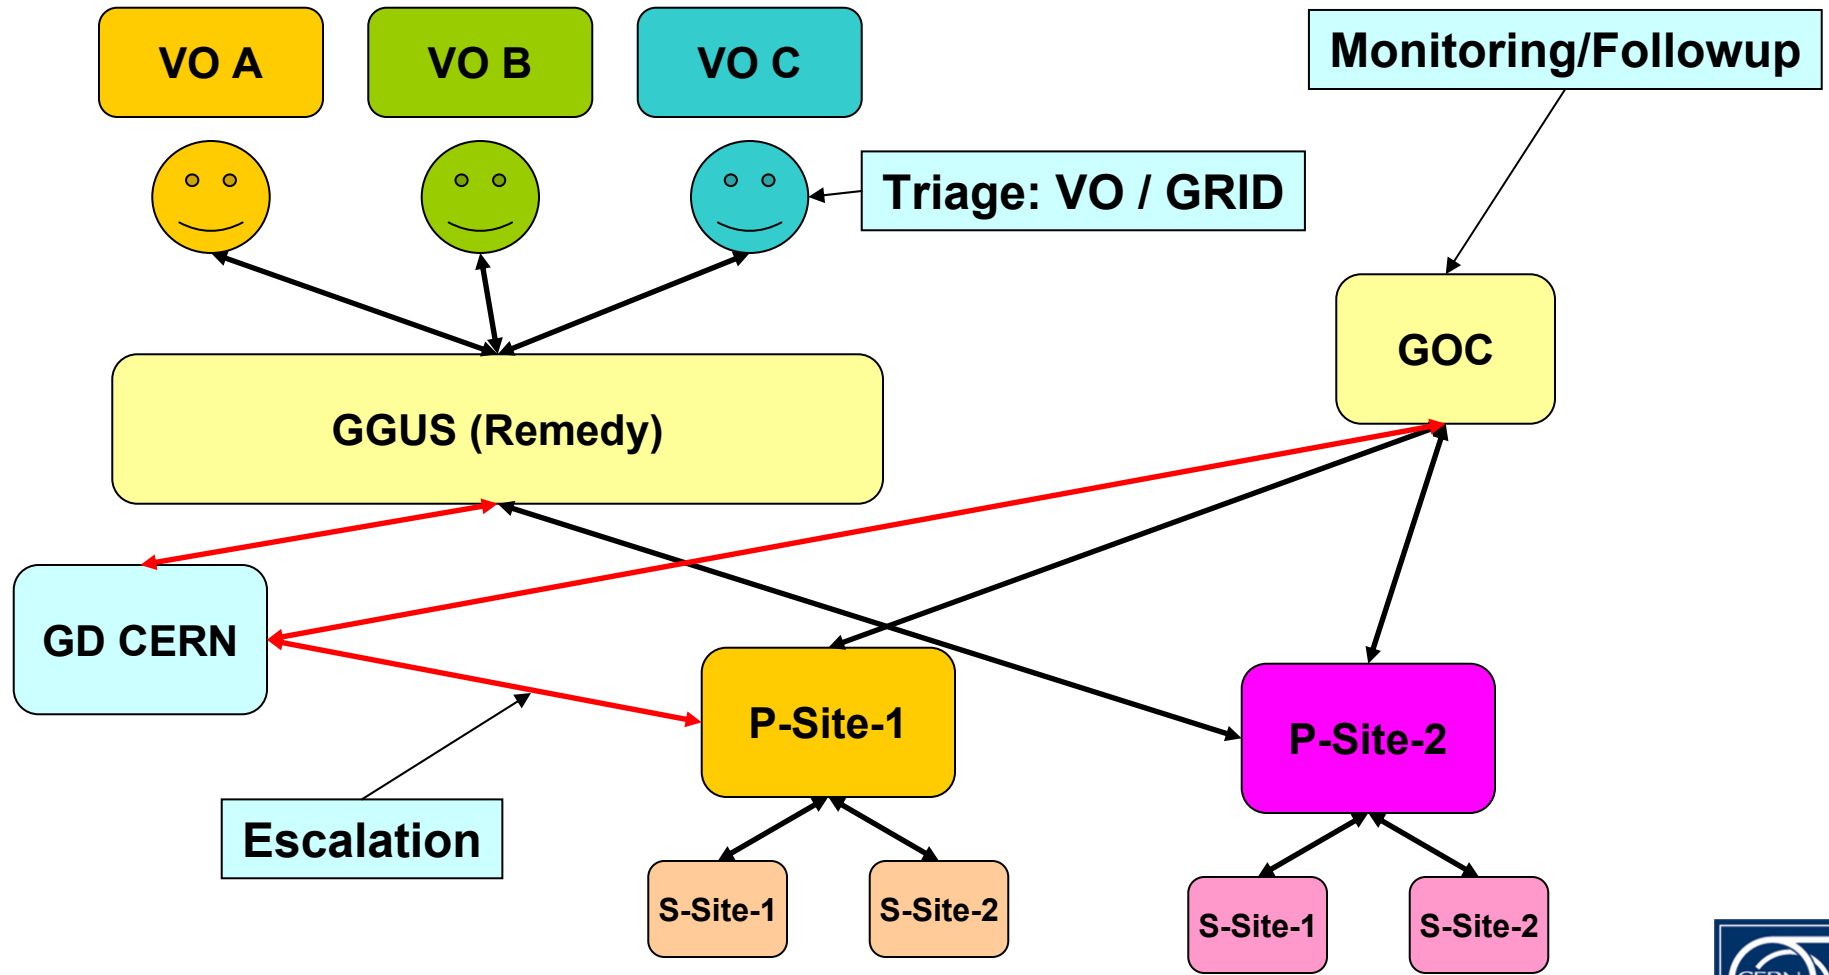 VO A
VO B
VO C
Monitoring/Followup
Triage: VO / GRID
GOC
GGUS (Remedy)
GD CERN
P-Site-1
P-Site-2
Escalation
S-Site-1
S-Site-2
S-Site-1
S-Site-2
CERN